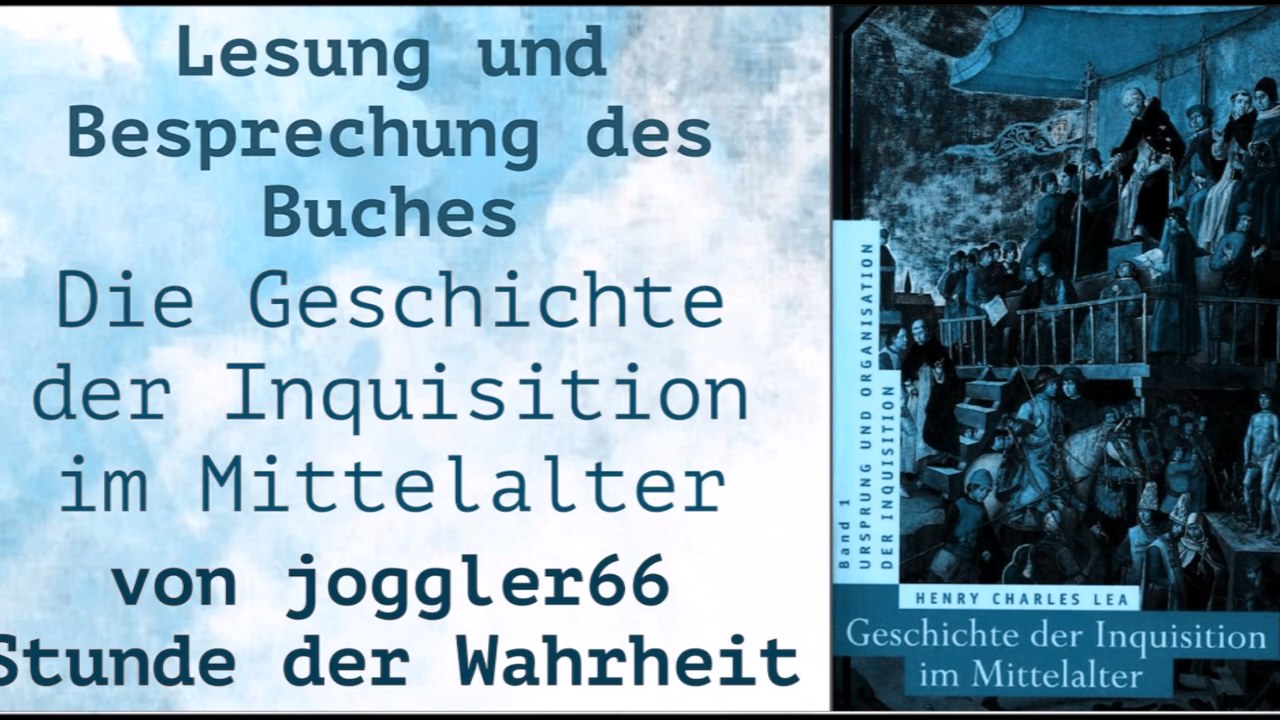 Lesung und
Besprechung des
Buches
Die Geschichte
der Inquisition
im Mittelalter
von joggler66
Stunde der Wahrheit
Band 1
URSPRUNG UND ORGANISATION
DER INQUISITION
HENRY CHARLES LEA
Geschichte der Inquisition
im Mittelalter